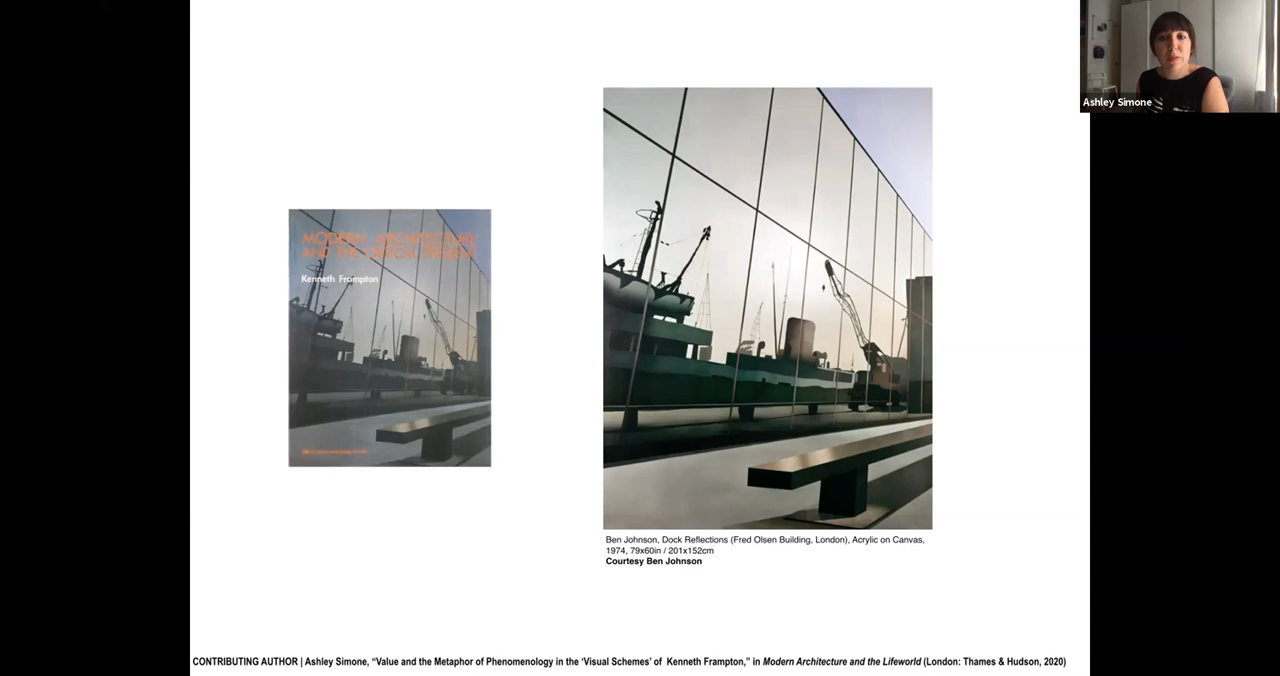 Ashley Simone
MODERN ARCHITECTURE
AND THE CRITICAL PRESENT
Kenneth Frampton
Ben Johnson, Dock Reflections (Fred Olsen Building, London), Acrylic on Canvas,
1974, 79x60in / 201x152cm
Courtesy Ben Johnson
CONTRIBUTING AUTHOR | Ashley Simone, “Value and the Metaphor of Phenomenology in the ‘Visual Schemes’ of Kenneth Frampton,” in Modern Architecture and the Lifeworld (London: Thames & Hudson, 2020)